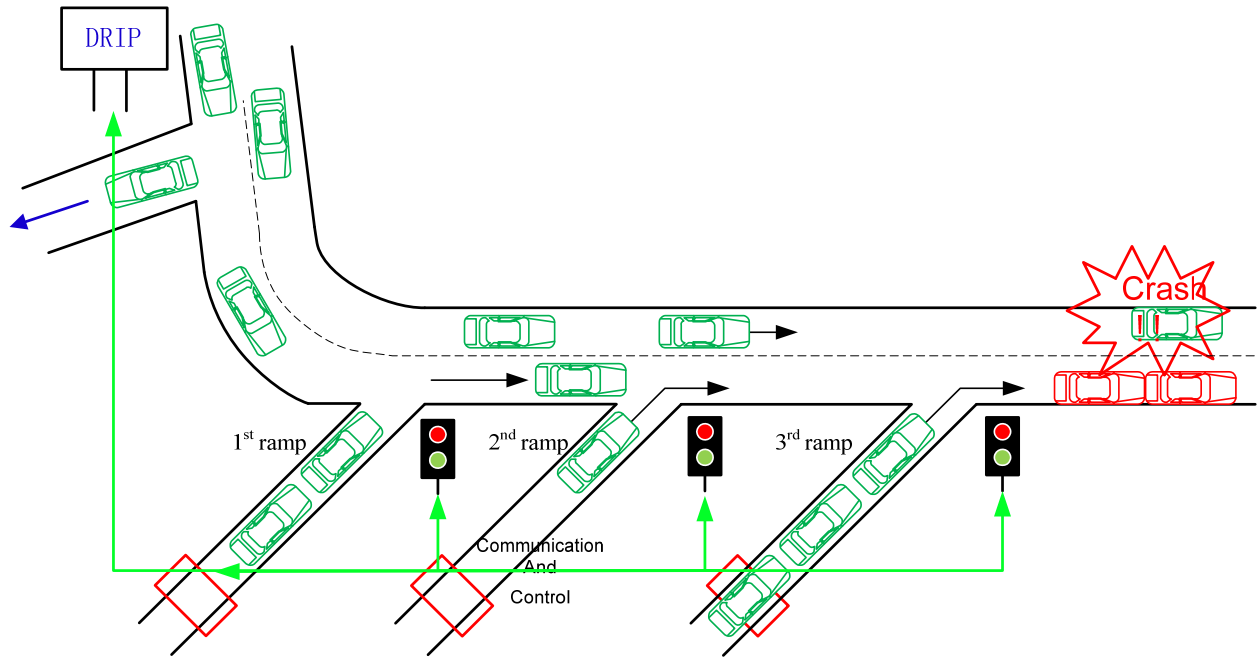 DRIP
Crash
!!
1st ramp
2nd ramp
3rd ramp
Communication
And
Control